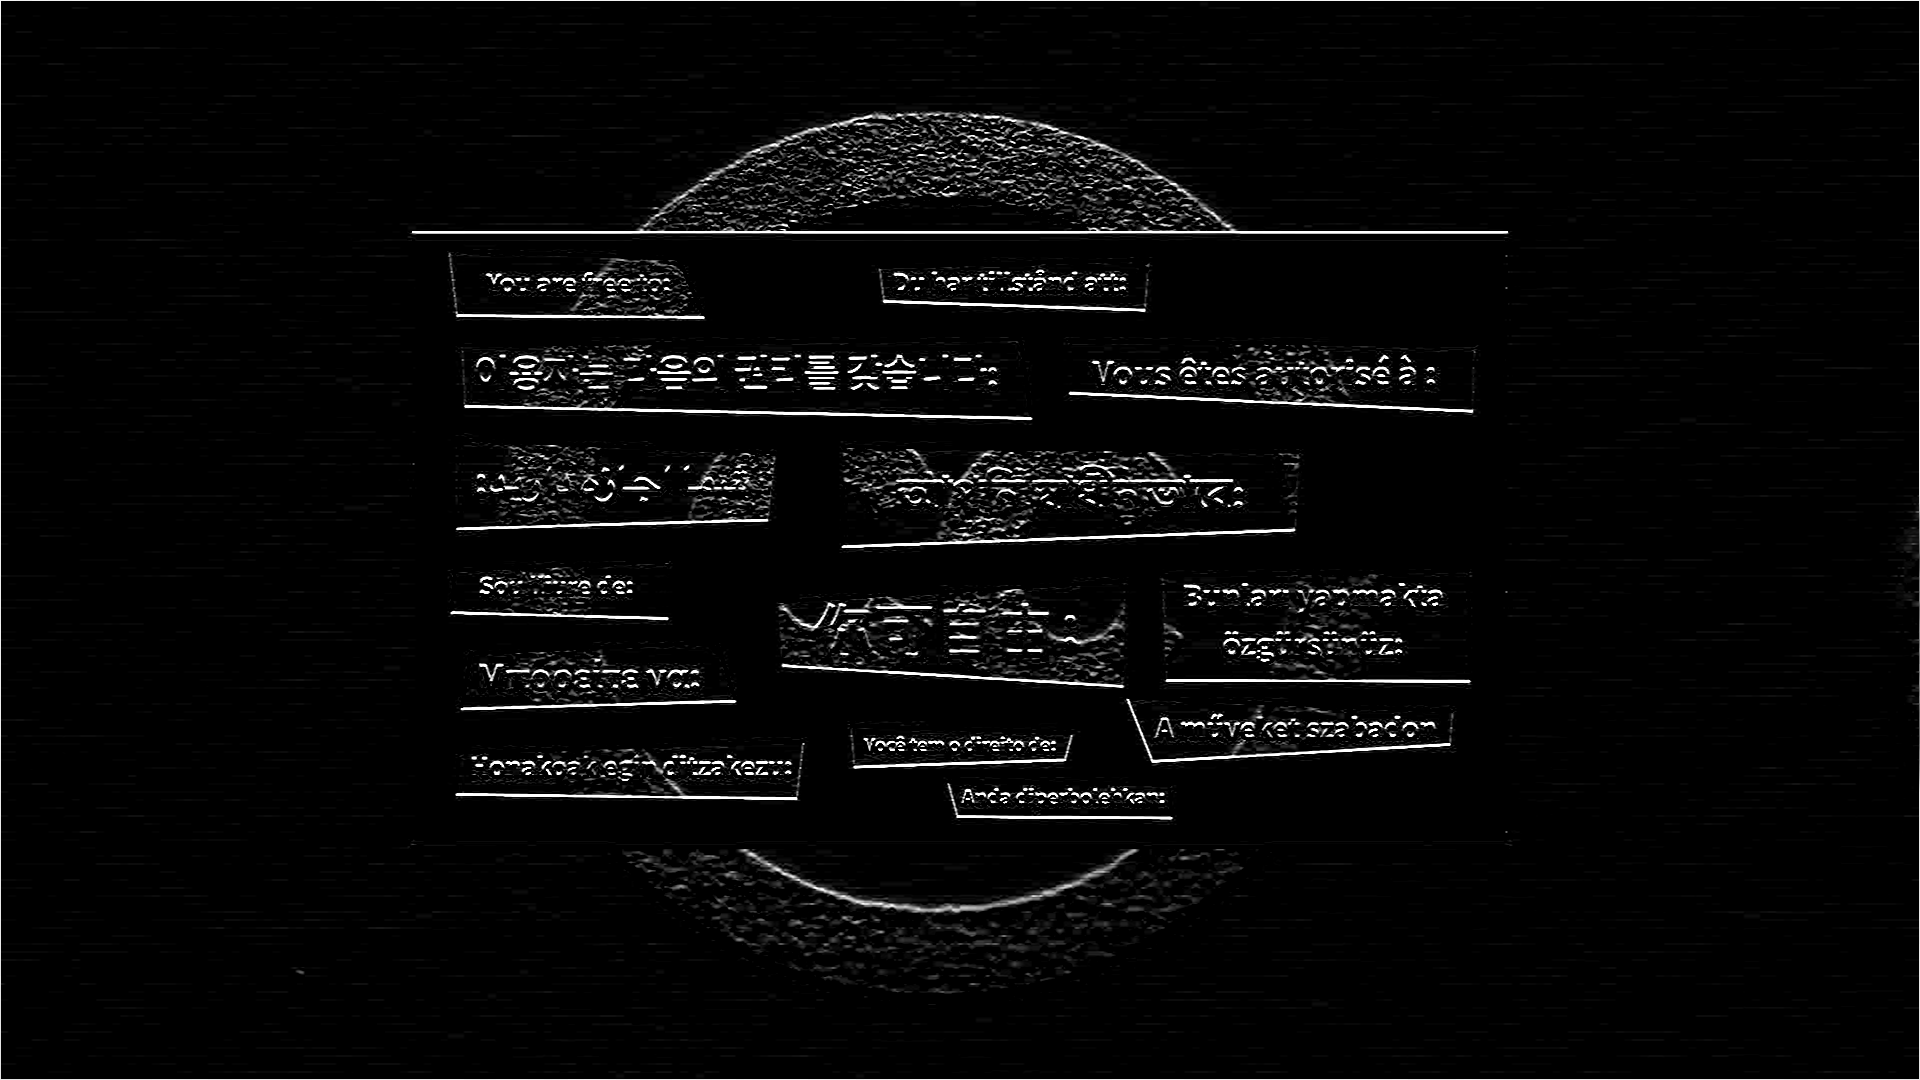 You are free to:
Du har tillstånd att:
이용자는 다음의 권리를 갖습니다:
Vous êtes autorisé à :
Sou lliure de:
Bunları yapmakta
özgürsünüz:
Μπορείτε να:
A műveket szabadon
Você tem o direito de:
Honakoak egin ditzakezu:
Anda diperbolehkan: